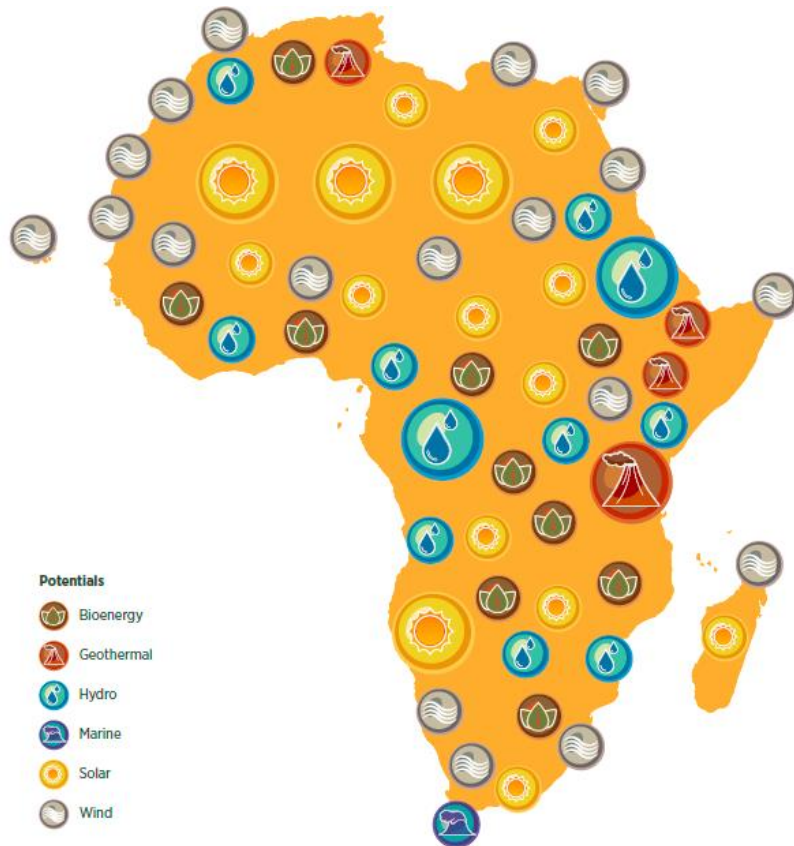 Potentials
Bioenergy
Geothermal
Hydro
Marine
Solar
Wind